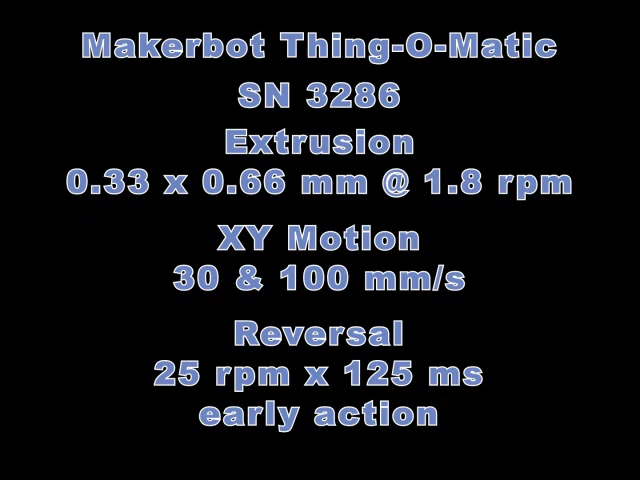 Makerbot Thing-O-Matic
SN 3286
Extrusion
0.33 x 0.66 mm @ 1.8 rpm
XY Motion
30 & 100 mm/s
Reversal
25 rpm x 125 ms
early action